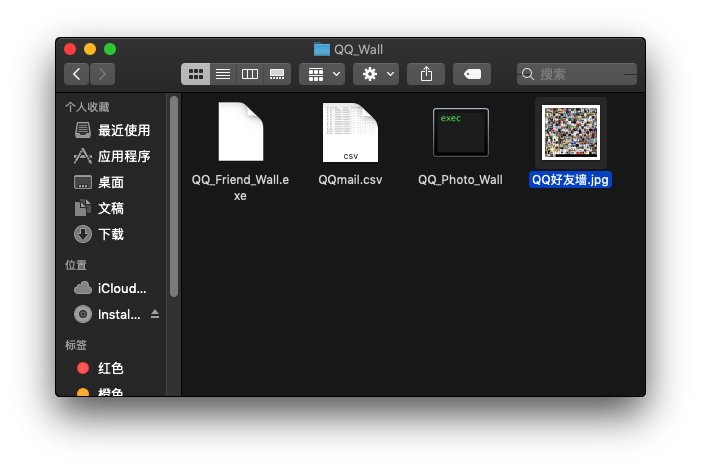 QQ_Wall
搜索
个人收藏
最近使用
应用程序
桌面
文稿
下载
位置
iCloud...
Instal...
标签
红色
橙色
exec
CSV
QQ_Friend_Wall.e
xe
QQmail.csv
QQ_Photo_Wall
QQ好友墙.jpg